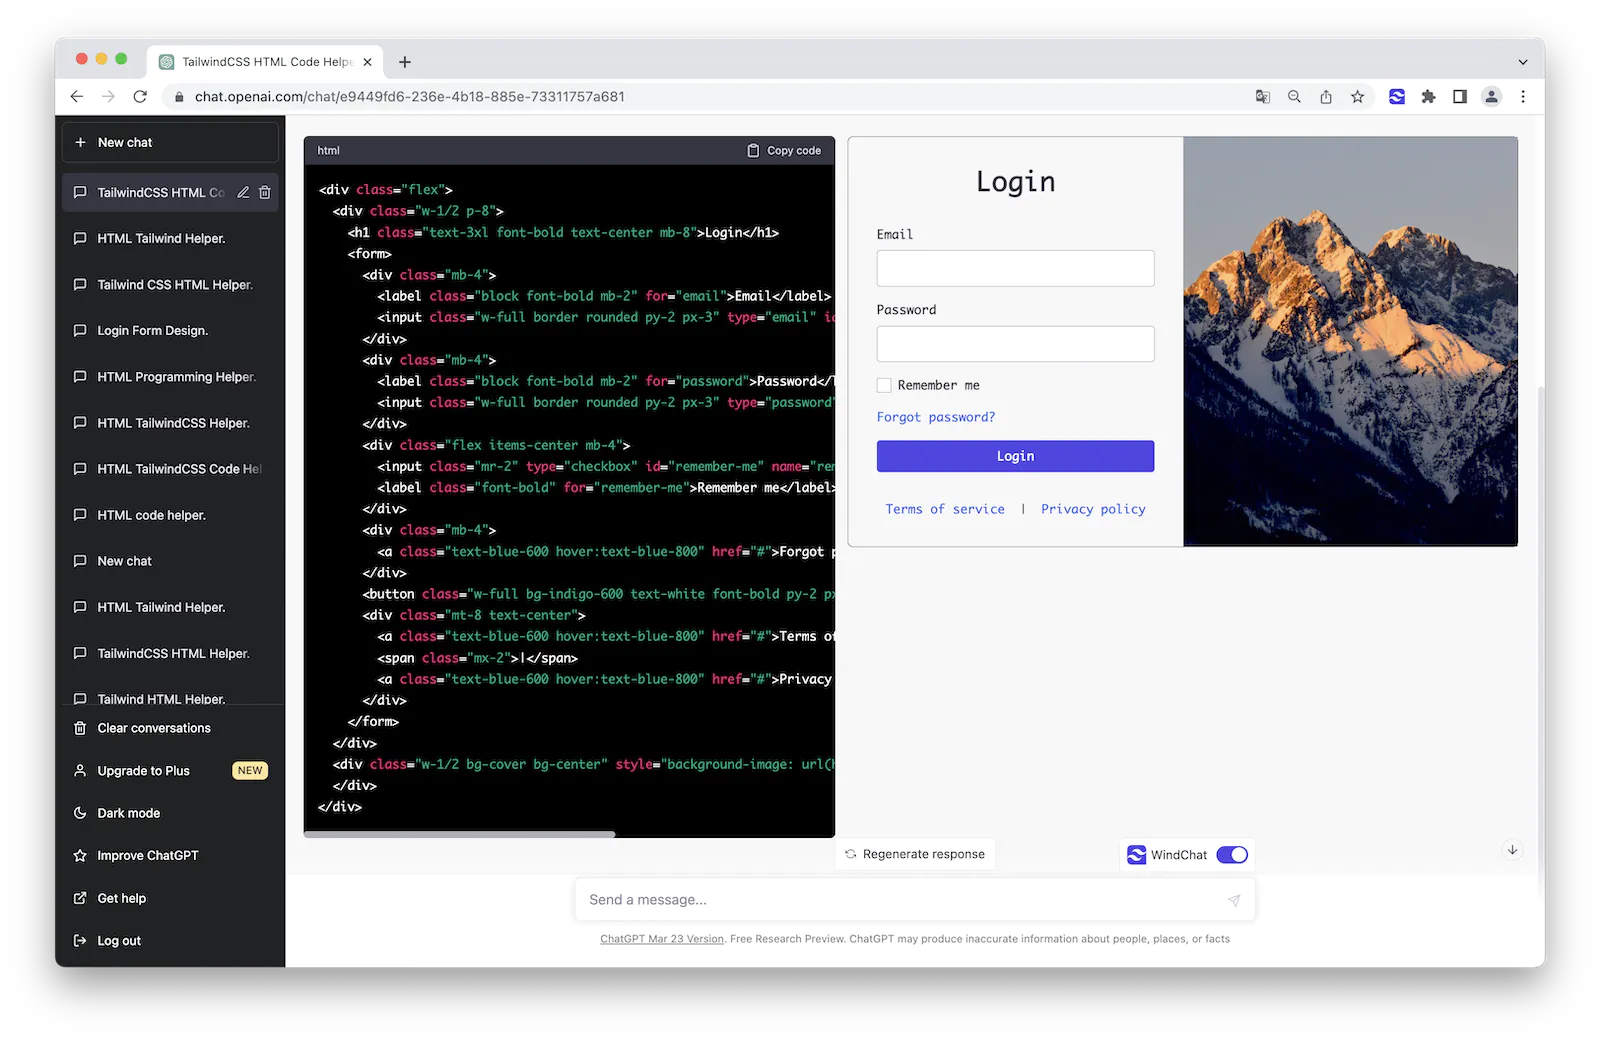 TailwindCSS HTML Code Helpe
chat.openai.com/chat/e9449fd6-236e-4b18-885e-73311757a681
New chat
TailwindCSS HTML Co
HTML Tailwind Helper.
Tailwind CSS HTML Helper.
Login Form Design.
HTML Programming Helper.
HTML TailwindCSS Helper.
HTML TailwindCSS Code Hel
HTML code helper.
New chat
HTML Tailwind Helper.
TailwindCSS HTML Helper.
Tailwind HTML Helper.
Clear conversations
Upgrade to Plus NEW
Dark mode
Improve ChatGPT
Get help
Log out
html Copy code
<div class="flex">
<div class="w-1/2 p-8">
<h1 class="text-3xl font-bold text-center mb-8">Login</h1>
<form>
<div class="mb-4">
<label class="block font-bold mb-2" for="email">Email</label>
<input class="w-full border rounded py-2 px-3" type="email" id
</div>
<div class="mb-4">
<label class="block font-bold mb-2" for="password">Password</l
<input class="w-full border rounded py-2 px-3" type="password"
</div>
<div class="flex items-center mb-4">
<input class="mr-2" type="checkbox" id="remember-me" name="rem
<label class="font-bold" for="remember-me">Remember me</label>
</div>
<div class="mb-4">
<a class="text-blue-600 hover:text-blue-800" href="#">Forgot p
</div>
<button class="w-full bg-indigo-600 text-white font-bold py-2 px
<div class="mt-8 text-center">
<a class="text-blue-600 hover:text-blue-800" href="#">Terms of
<span class="mx-2">|</span>
<a class="text-blue-600 hover:text-blue-800" href="#">Privacy
</div>
</form>
</div>
<div class="w-1/2 bg-cover bg-center" style="background-image: url(h
</div>
</div>
Login
Email
Password
Remember me
Forgot password?
Login
Terms of service | Privacy policy
Regenerate response
WindChat
Send a message...
ChatGPT Mar 23 Version. Free Research Preview. ChatGPT may produce inaccurate information about people, places, or facts